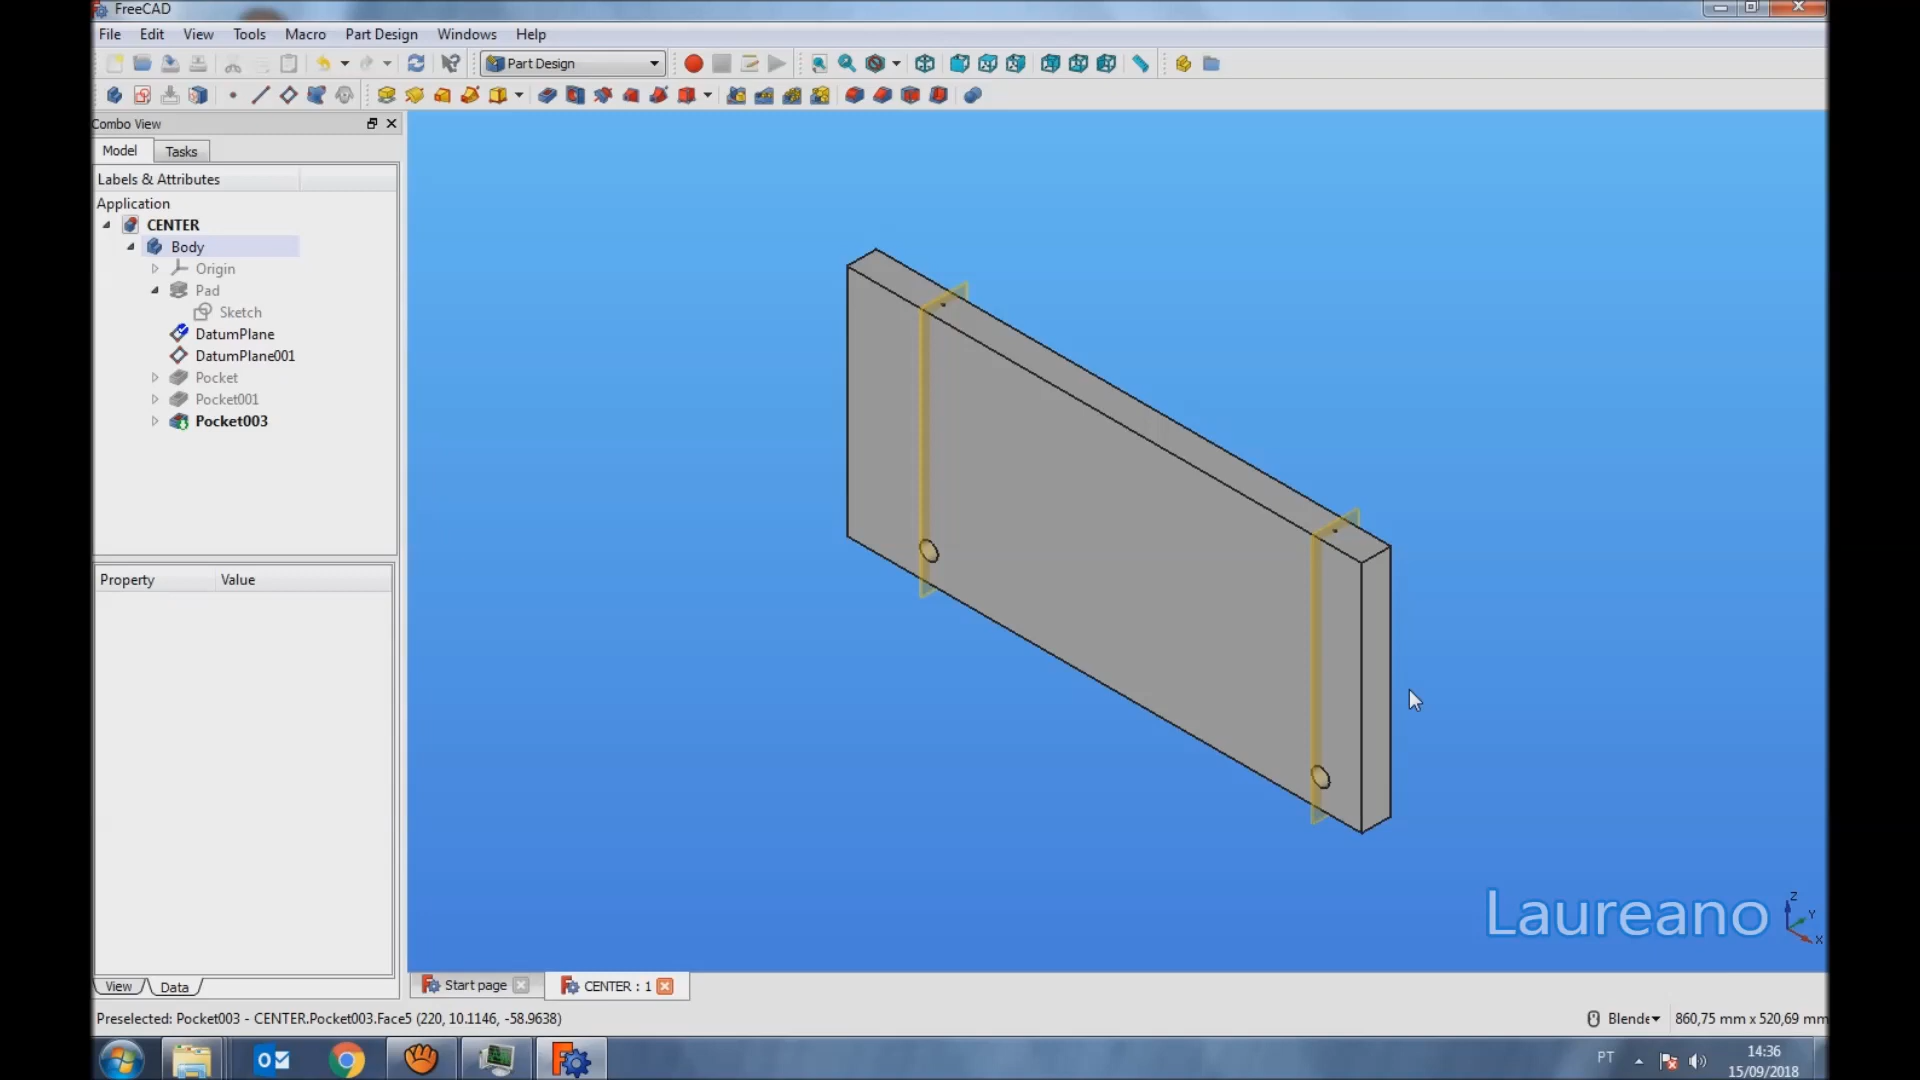 FreeCAD
File Edit View Tools Macro Part Design Windows Help
Part Design
Combo View
Model Tasks
Labels & Attributes
Application
CENTER
Body
Origin
Pad
Sketch
DatumPlane
DatumPlane001
Pocket
Pocket001
Pocket003
Property Value
Laureano
Z
Y
X
View Data
Start page CENTER : 1
Preselected: Pocket003 - CENTER.Pocket003.Face5 (220, 10.1146, -58.9638)
Blende 860,75 mm x 520,69 mm
PT
14:36
15/09/2018